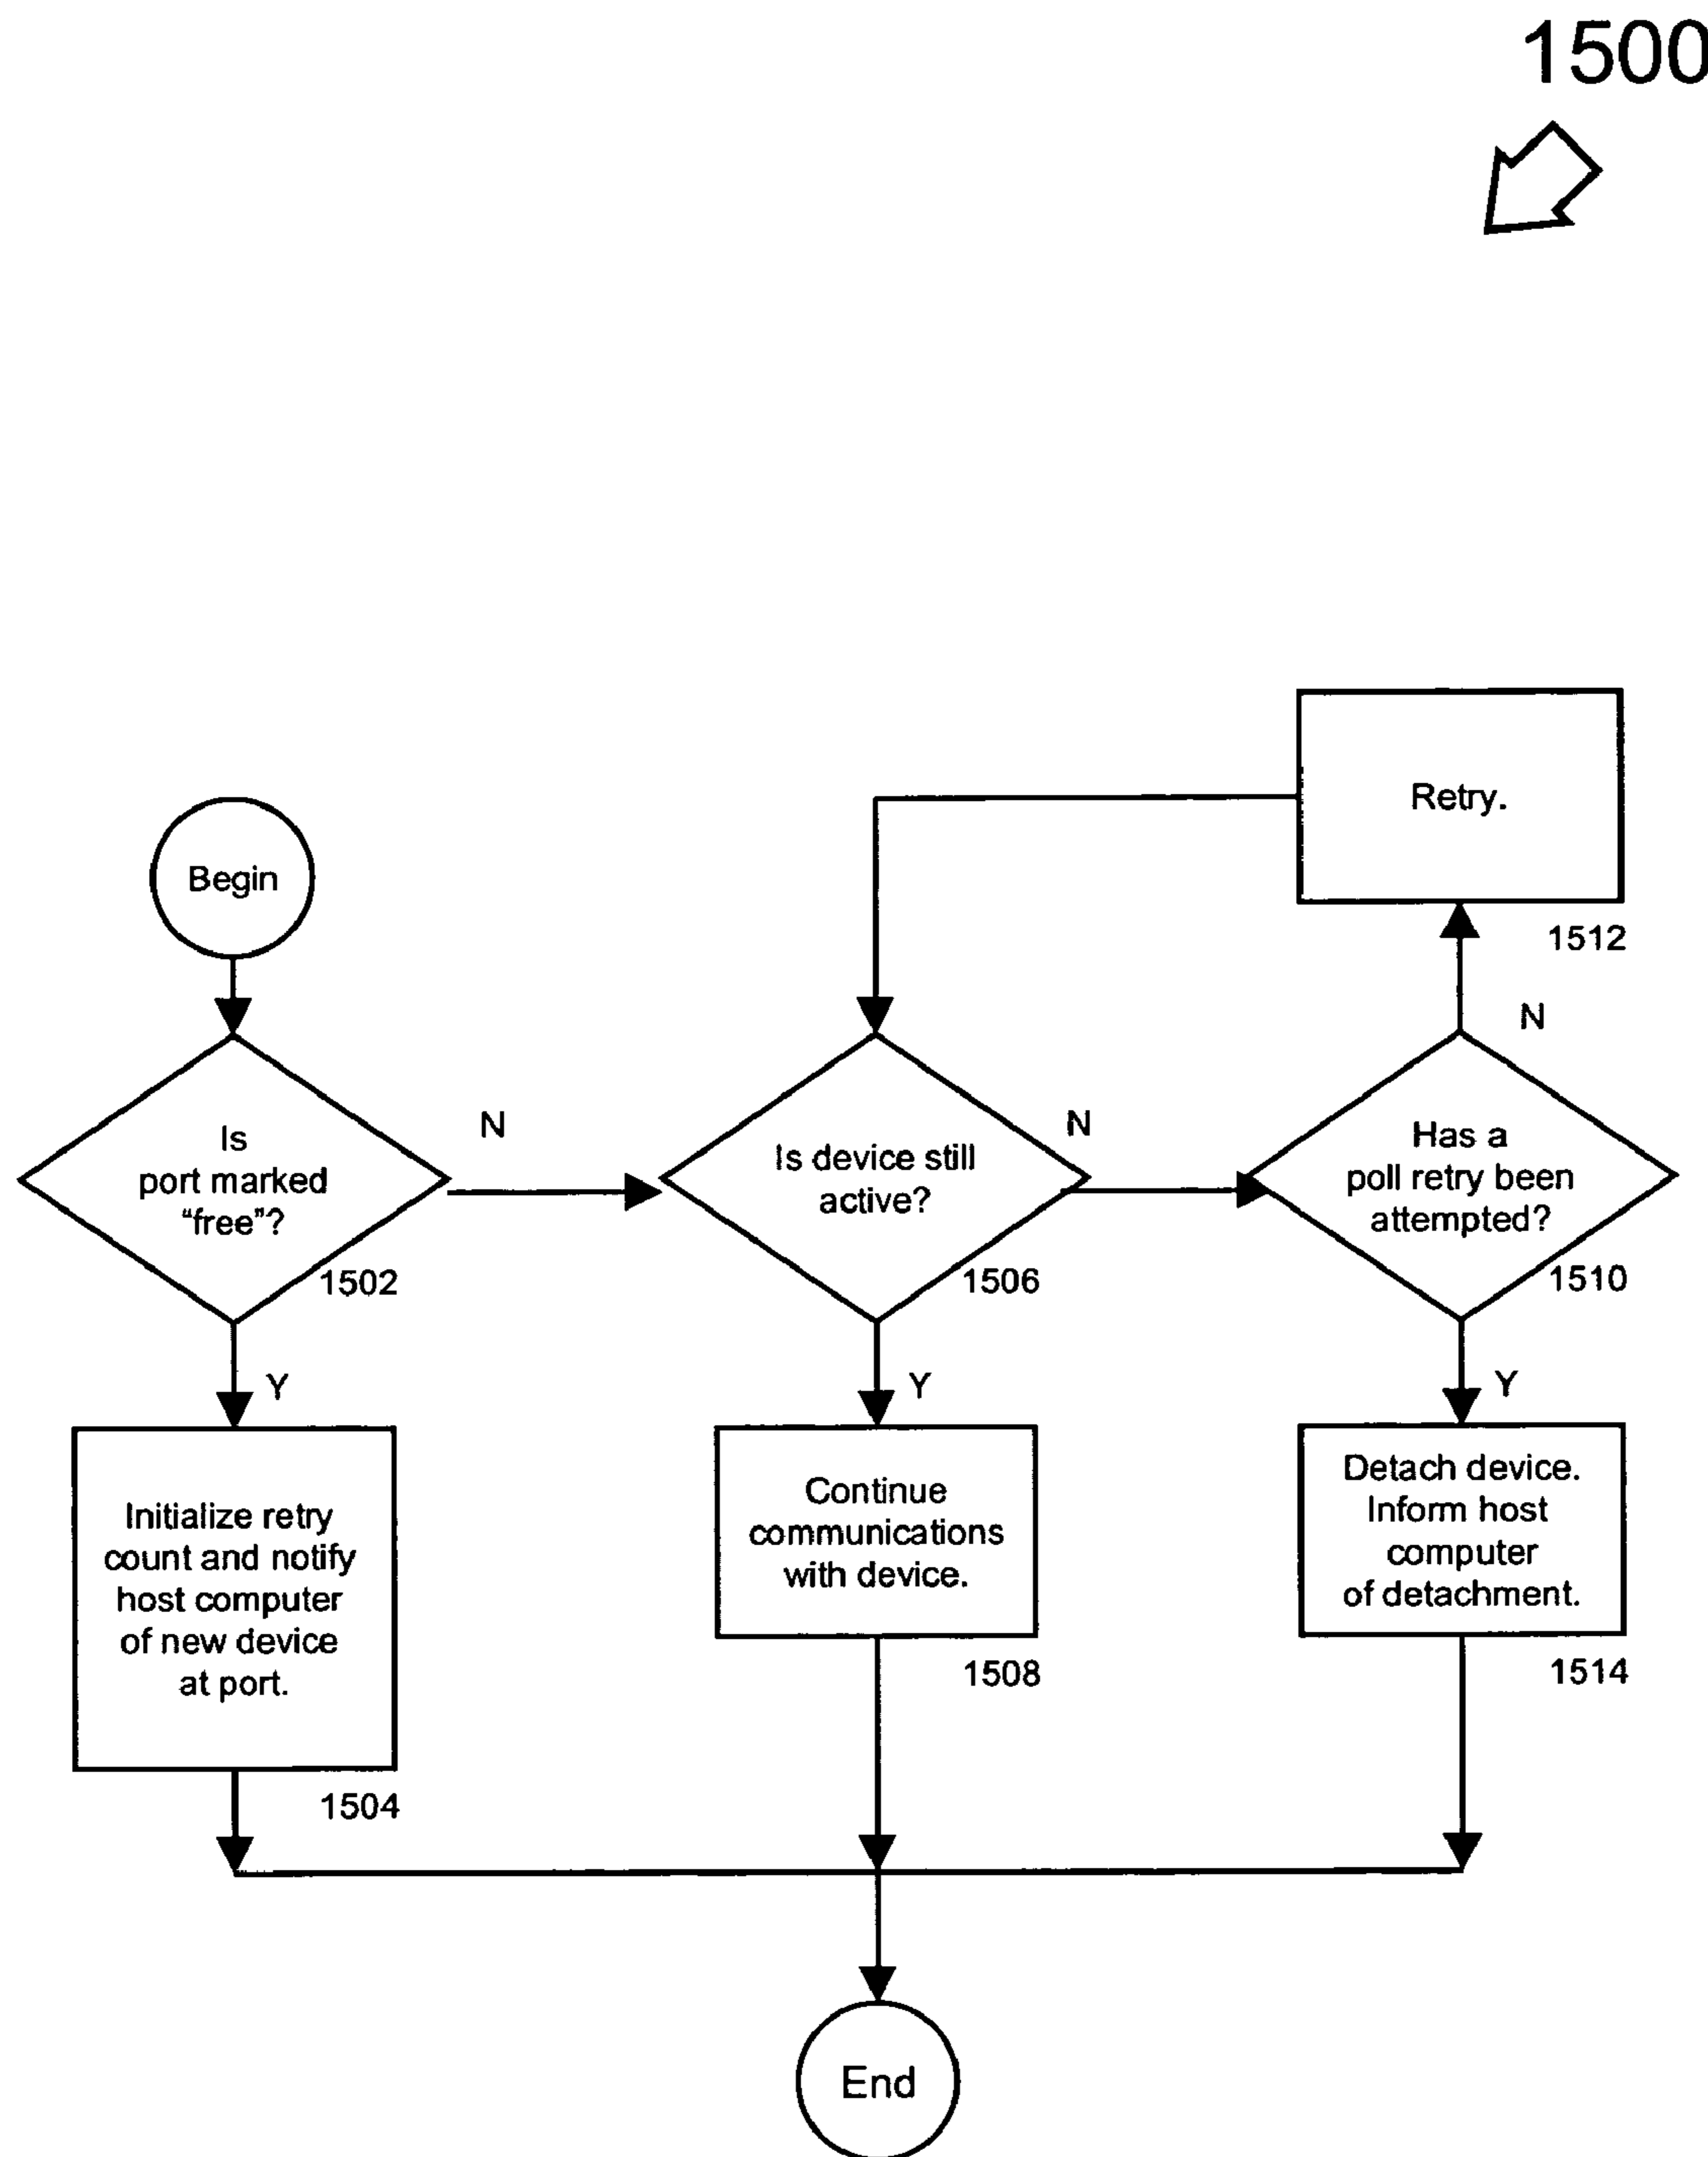 1500
Retry.
1512
Begin
Is
port marked
"free"?
1502
N
Is device still
active?
1506
N
Has a
poll retry been
attempted?
1510
N
Y
Initialize retry
count and notify
host computer
of new device
at port.
1504
Y
Continue
communications
with device.
1508
Y
Detach device.
Inform host
computer
of detachment.
1514
End